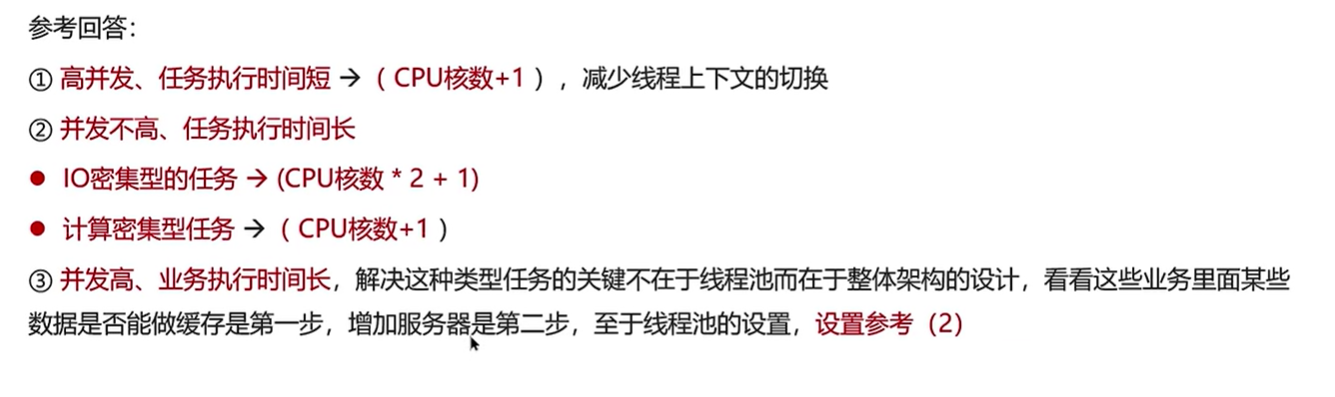 参考回答：
① 高并发、任务执行时间短 → （ CPU核数+1 ），减少线程上下文的切换
② 并发不高、任务执行时间长
● IO密集型的任务 → (CPU核数 * 2 + 1)
● 计算密集型任务 → （ CPU核数+1 ）
③ 并发高、业务执行时间长，解决这种类型任务的关键不在于线程池而在于整体架构的设计，看看这些业务里面某些
数据是否能做缓存是第一步，增加服务器是第二步，至于线程池的设置，设置参考（2）